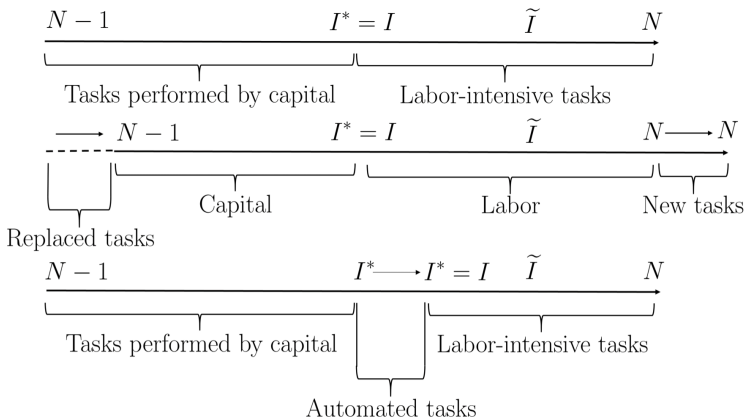 N − 1 I* = I Ĩ N
Tasks performed by capital Labor-intensive tasks
N − 1 I* = I Ĩ N N
Capital Labor New tasks
Replaced tasks
N − 1 I* I* = I Ĩ N
Tasks performed by capital Labor-intensive tasks
Automated tasks